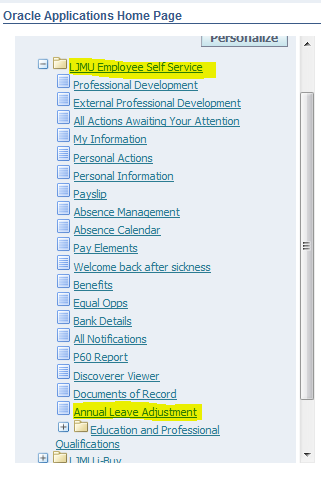 Oracle Applications Home Page
Personalize
LJMU Employee Self Service
Professional Development
External Professional Development
All Actions Awaiting Your Attention
My Information
Personal Actions
Personal Information
Payslip
Absence Management
Absence Calendar
Pay Elements
Welcome back after sickness
Benefits
Equal Opps
Bank Details
All Notifications
P60 Report
Discoverer Viewer
Documents of Record
Annual Leave Adjustment
Education and Professional
Qualifications
LJMU i-Buy